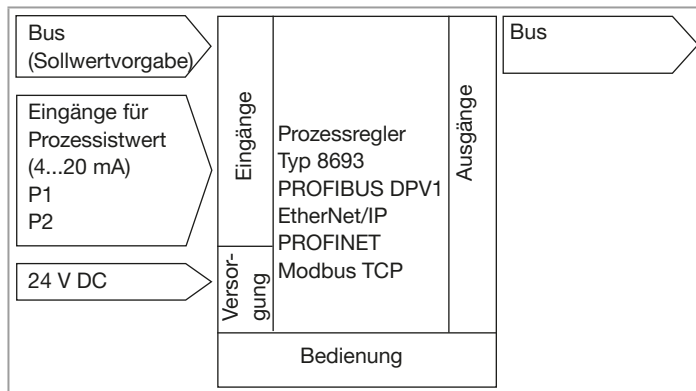 Bus
(Sollwertvorgabe)
Eingänge für
Prozessistwert
(4...20 mA)
P1
P2
24 V DC
Eingänge
Versor-
gung
Prozessregler
Typ 8693
PROFIBUS DPV1
EtherNet/IP
PROFINET
Modbus TCP
Ausgänge
Bus
Bedienung